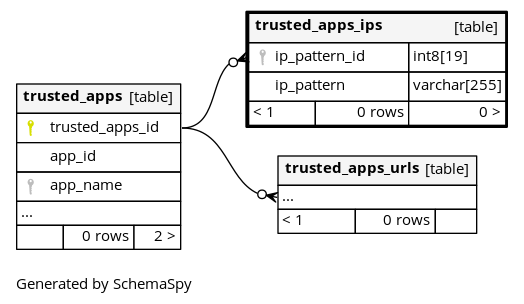 trusted_apps_ips [table]
ip_pattern_id int8[19]
ip_pattern varchar[255]
< 1 0 rows 0 >
trusted_apps [table]
trusted_apps_id
app_id
app_name
...
0 rows 2 >
trusted_apps_urls [table]
...
< 1 0 rows
Generated by SchemaSpy